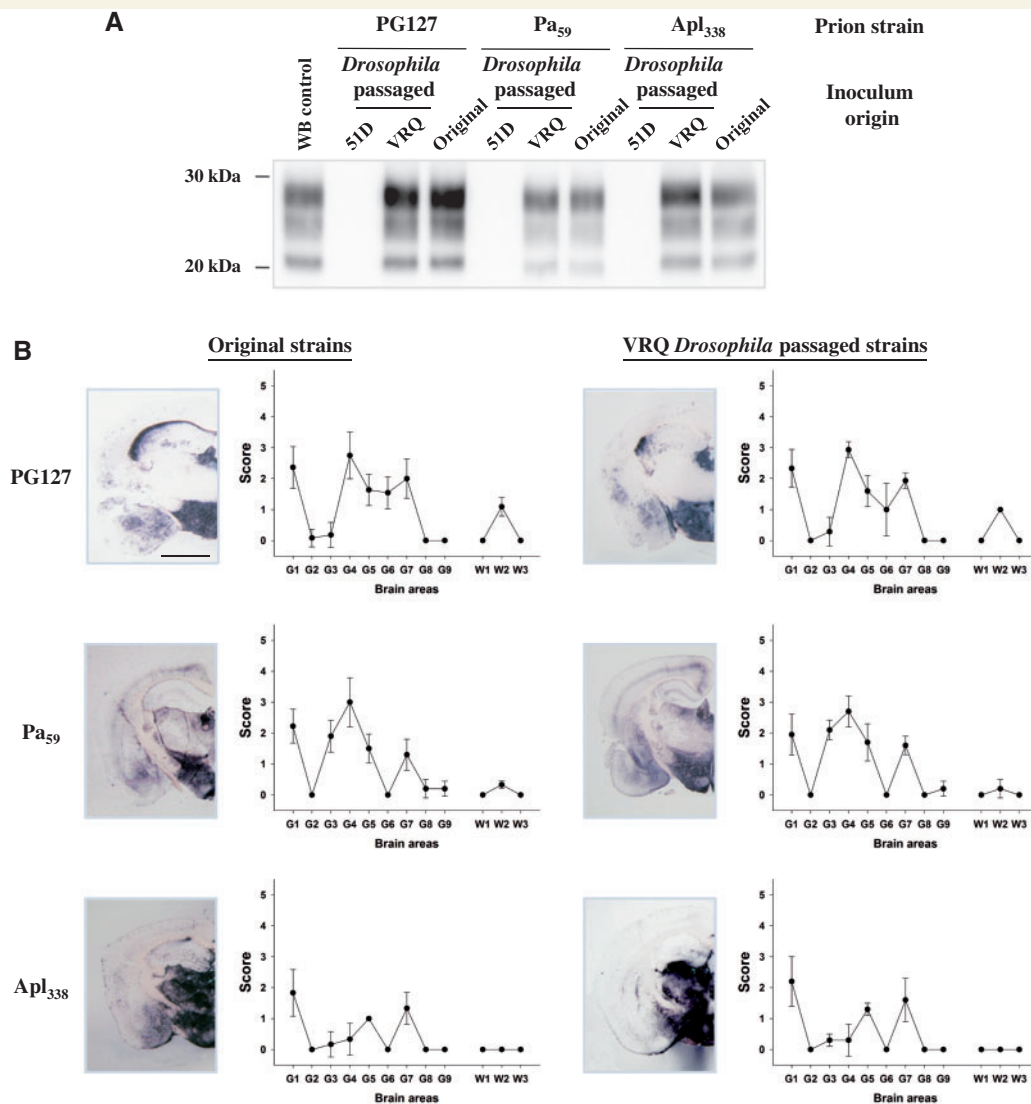 A
PG127 Pa59 Apl338 Prion strain
WB control
Drosophila passaged
Drosophila passaged
Drosophila passaged
Inoculum origin
51D VRQ Original 51D VRQ Original 51D VRQ Original
30 kDa
20 kDa
B
Original strains VRQ Drosophila passaged strains
PG127
Score
5
4
3
2
1
0
G1 G2 G3 G4 G5 G6 G7 G8 G9 W1 W2 W3
Brain areas
Score
5
4
3
2
1
0
G1 G2 G3 G4 G5 G6 G7 G8 G9 W1 W2 W3
Brain areas
Pa59
Score
5
4
3
2
1
0
G1 G2 G3 G4 G5 G6 G7 G8 G9 W1 W2 W3
Brain areas
Score
5
4
3
2
1
0
G1 G2 G3 G4 G5 G6 G7 G8 G9 W1 W2 W3
Brain areas
Apl338
Score
5
4
3
2
1
0
G1 G2 G3 G4 G5 G6 G7 G8 G9 W1 W2 W3
Brain areas
Score
5
4
3
2
1
0
G1 G2 G3 G4 G5 G6 G7 G8 G9 W1 W2 W3
Brain areas